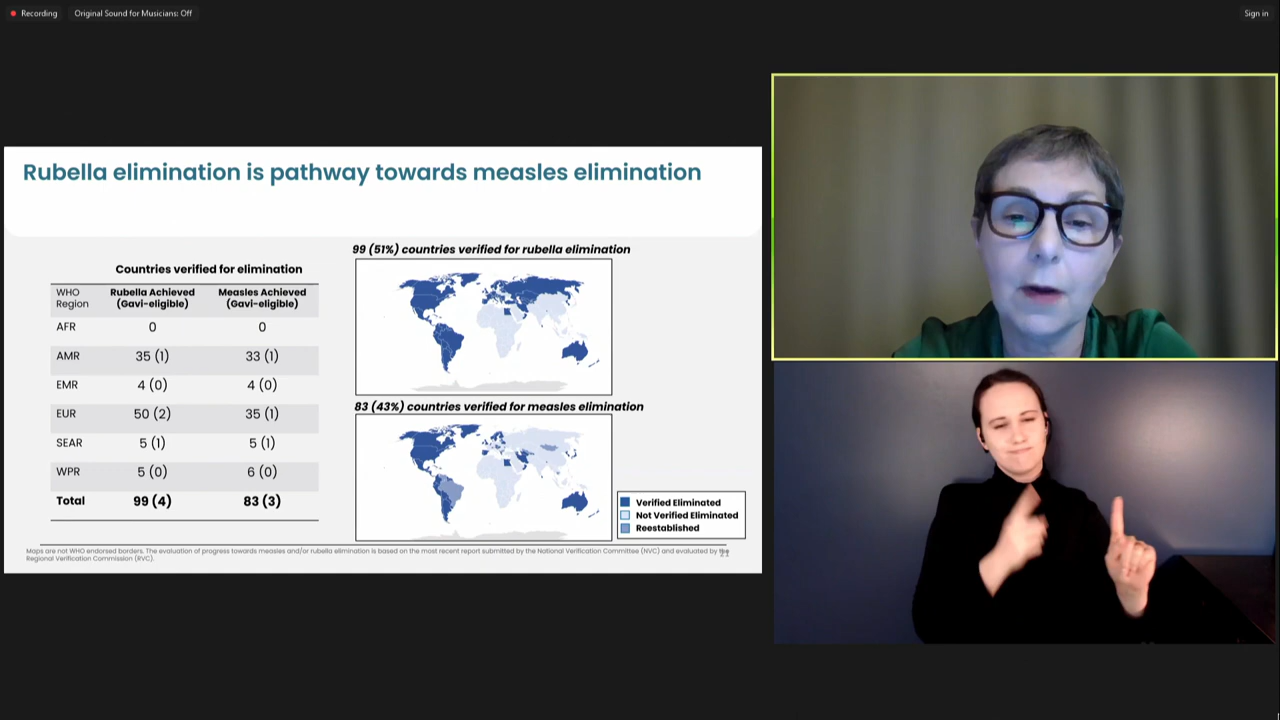 Recording
Original Sound for Musicians: Off
Sign in
Rubella elimination is pathway towards measles elimination
Countries verified for elimination
WHO Region
Rubella Achieved (Gavi-eligible)
Measles Achieved (Gavi-eligible)
AFR 0 0
AMR 35 (1) 33 (1)
EMR 4 (0) 4 (0)
EUR 50 (2) 35 (1)
SEAR 5 (1) 5 (1)
WPR 5 (0) 6 (0)
Total 99 (4) 83 (3)
99 (51%) countries verified for rubella elimination
83 (43%) countries verified for measles elimination
Verified Eliminated
Not Verified Eliminated
Reestablished
Maps are not WHO endorsed borders. The evaluation of progress towards measles and/or rubella elimination is based on the most recent report submitted by the National Verification Committee (NVC) and evaluated by the
Regional Verification Commission (RVC).
21